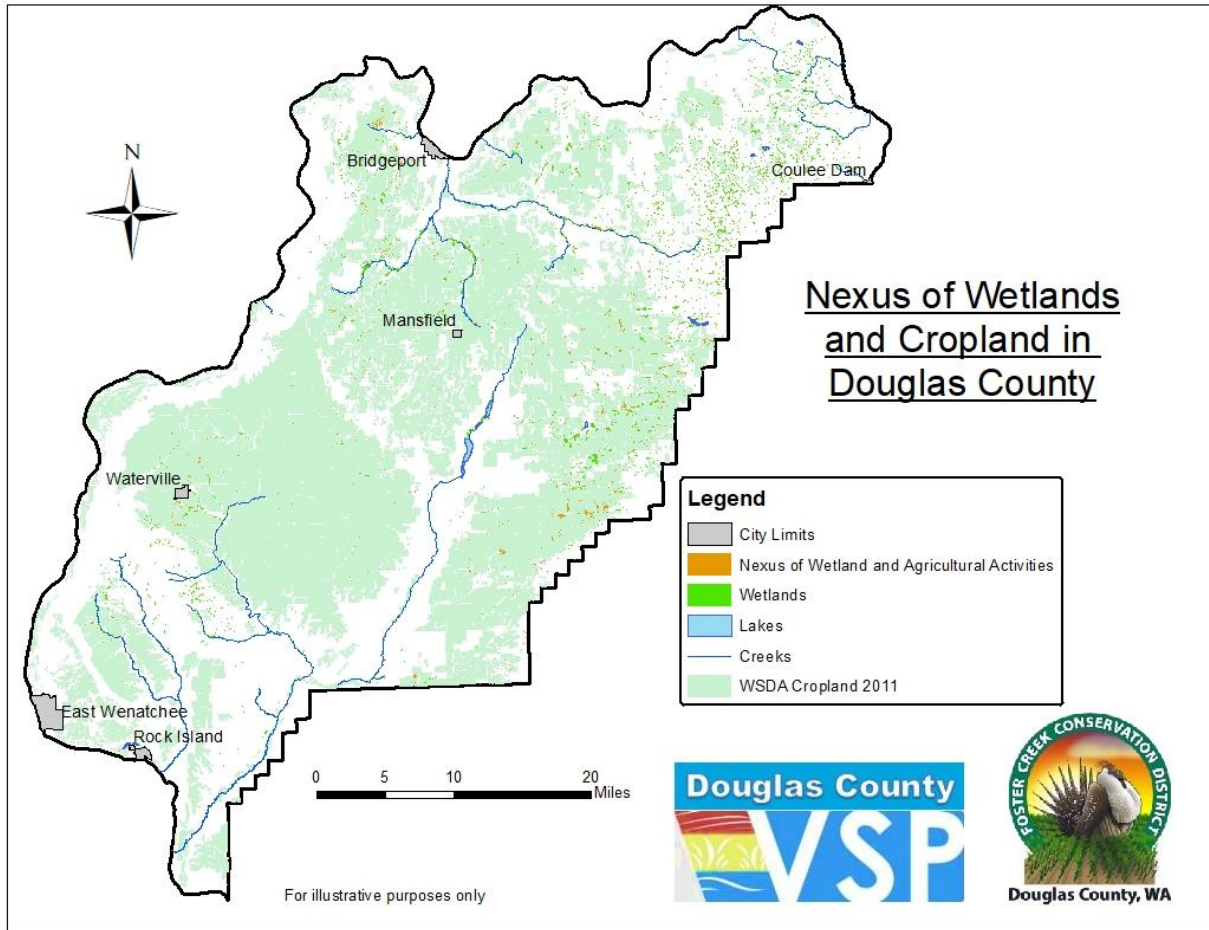 N
Bridgeport
Coulee Dam
Mansfield
Nexus of Wetlands
and Cropland in
Douglas County
Waterville
Legend
City Limits
Nexus of Wetland and Agricultural Activities
Wetlands
Lakes
Creeks
WSDA Cropland 2011
East Wenatchee
Rock Island
0 5 10 20
Miles
For illustrative purposes only
Douglas County
VSP
FOSTER CREEK CONSERVATION DISTRICT
Douglas County, WA